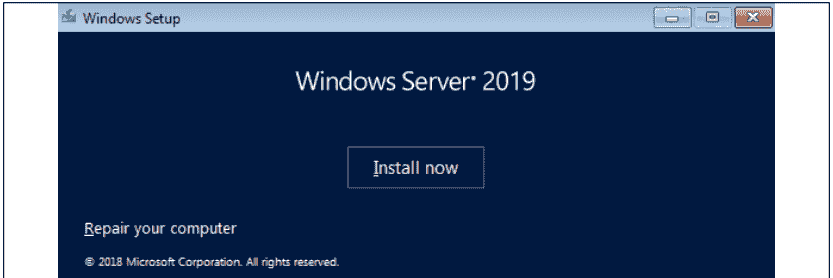 Windows Setup
Windows Server® 2019
Install now
Repair your computer
© 2018 Microsoft Corporation. All rights reserved.